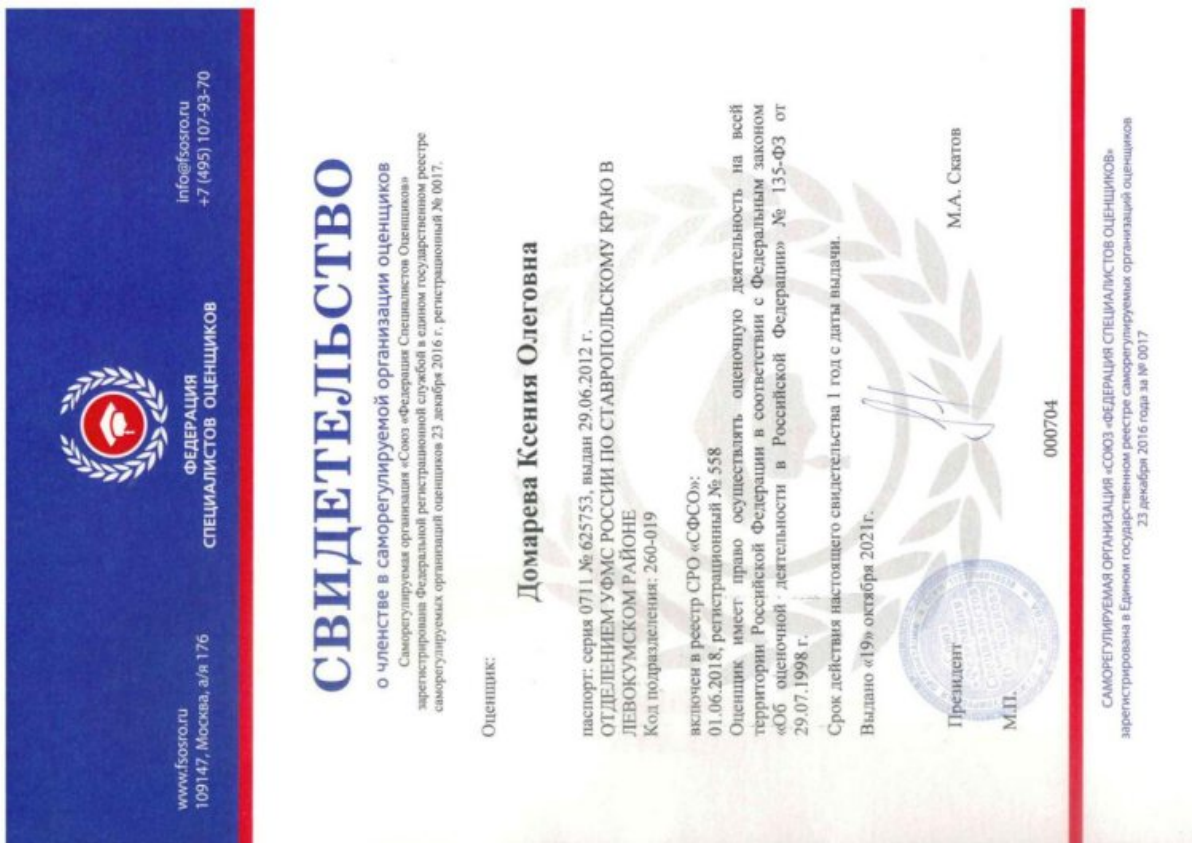 www.fsosro.ru
109147, Москва, а/я 176
ФЕДЕРАЦИЯ
СПЕЦИАЛИСТОВ ОЦЕНЩИКОВ
info@fsosro.ru
+7 (495) 107-93-70
СВИДЕТЕЛЬСТВО
о членстве в саморегулируемой организации оценщиков
Саморегулируемая организация «Союз «Федерация Специалистов Оценщиков»
зарегистрирована Федеральной регистрационной службой в едином государственном реестре
саморегулируемых организаций оценщиков 23 декабря 2016 г. регистрационный № 0017.
Оценщик:
Домарева Ксения Олеговна
паспорт: серия 0711 № 625753, выдан 29.06.2012 г.
ОТДЕЛЕНИЕМ УФМС РОССИИ ПО СТАВРОПОЛЬСКОМУ КРАЮ В
ЛЕВОКУМСКОМ РАЙОНЕ
Код подразделения: 260-019
включен в реестр СРО «СФСО»:
01.06.2018, регистрационный № 558
Оценщик имеет право осуществлять оценочную деятельность на всей
территории Российской Федерации в соответствии с Федеральным законом
«Об оценочной деятельности в Российской Федерации» № 135-ФЗ от
29.07.1998 г.
Срок действия настоящего свидетельства 1 год с даты выдачи.
Выдано «19» октября 2021г.
Президент
М.А. Скатов
М.П.
000704
САМОРЕГУЛИРУЕМАЯ ОРГАНИЗАЦИЯ «СОЮЗ «ФЕДЕРАЦИЯ СПЕЦИАЛИСТОВ ОЦЕНЩИКОВ»
зарегистрирована в Едином государственном реестре саморегулируемых организаций оценщиков
23 декабря 2016 года за № 0017